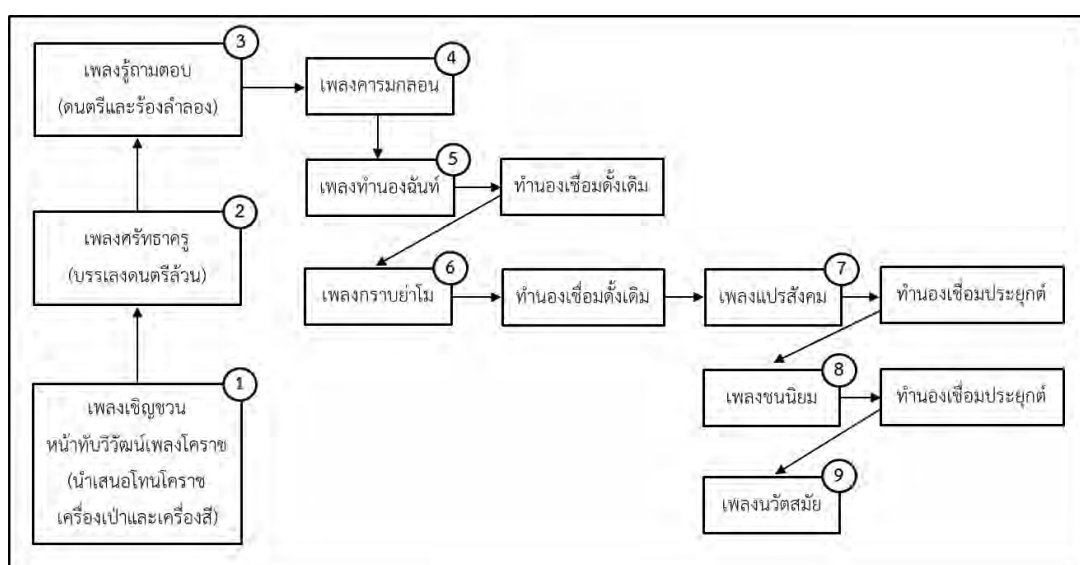 3
เพลงรู้ถามตอบ
(ดนตรีและร้องลำลอง)
4
เพลงคารมกลอน
5
เพลงทำนองฉันท์
ทำนองเชื่อมดั้งเดิม
2
เพลงศรัทธาครู
(บรรเลงดนตรีล้วน)
6
เพลงกราบย่าโม
ทำนองเชื่อมดั้งเดิม
7
เพลงแปรสังคม
ทำนองเชื่อมประยุกต์
1
เพลงเชิญชวน
หน้าทับวิวัฒน์เพลงโคราช
(นำเสนอโทนโคราช
เครื่องเป่าและเครื่องสี)
8
เพลงชนนิยม
ทำนองเชื่อมประยุกต์
9
เพลงนวัตสมัย